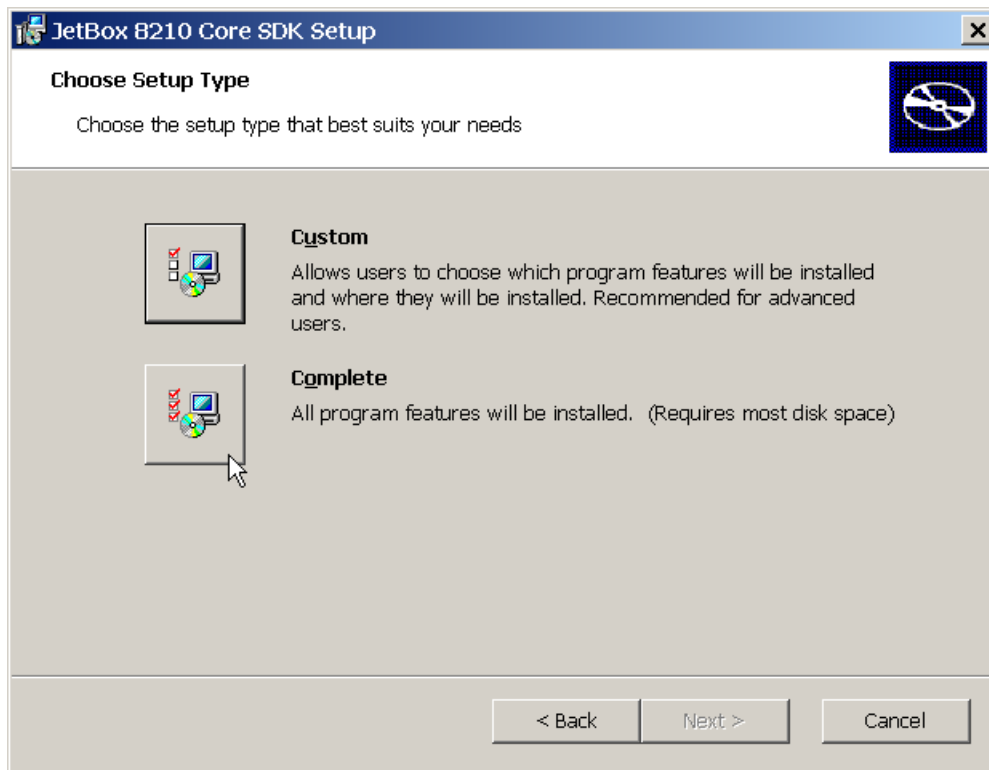 JetBox 8210 Core SDK Setup
Choose Setup Type
Choose the setup type that best suits your needs
Custom
Allows users to choose which program features will be installed
and where they will be installed. Recommended for advanced
users.
Complete
All program features will be installed. (Requires most disk space)
< Back
Next >
Cancel